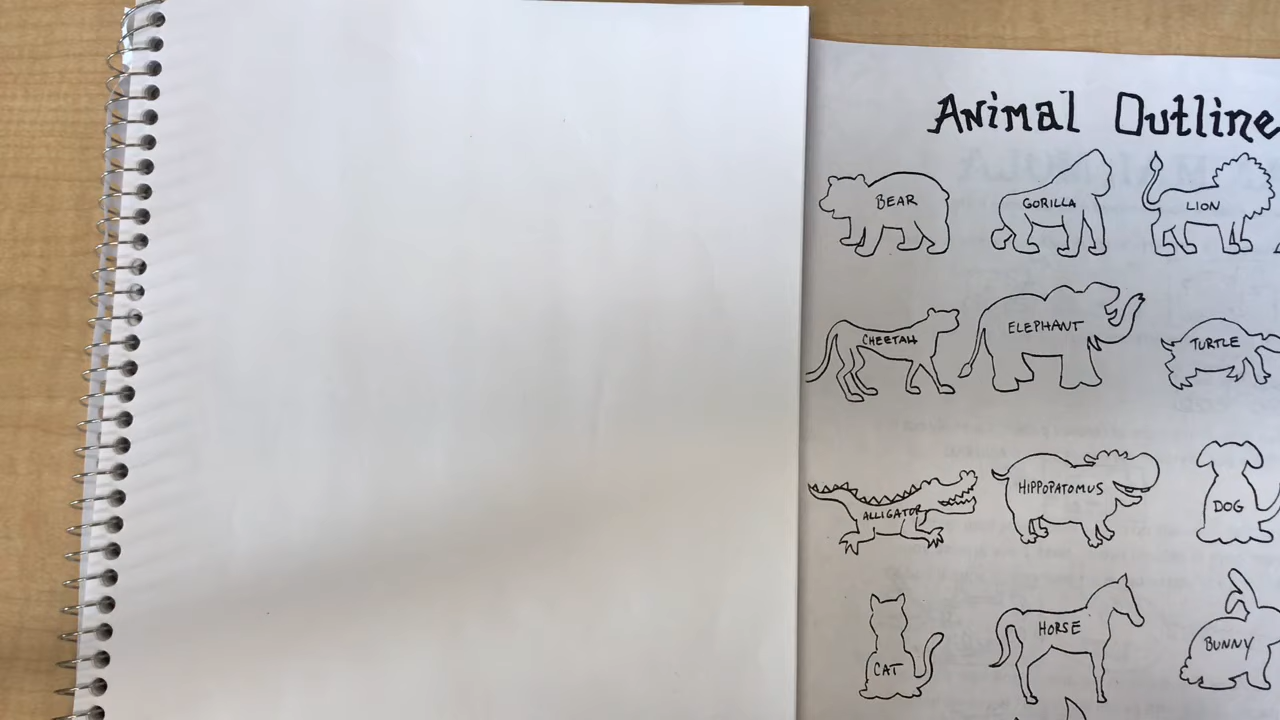 Animal Outline
BEAR GORILLA LION
CHEETAH ELEPHANT TURTLE
ALLIGATOR HIPPOPATOMUS DOG
CAT HORSE BUNNY